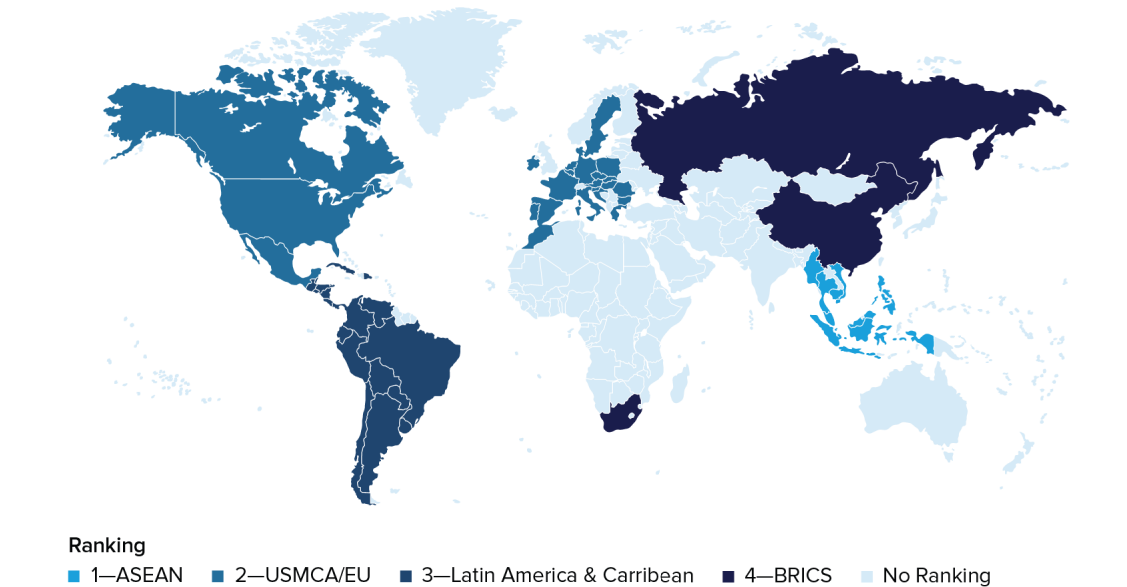 Ranking
1—ASEAN 2—USMCA/EU 3—Latin America & Carribean 4—BRICS No Ranking